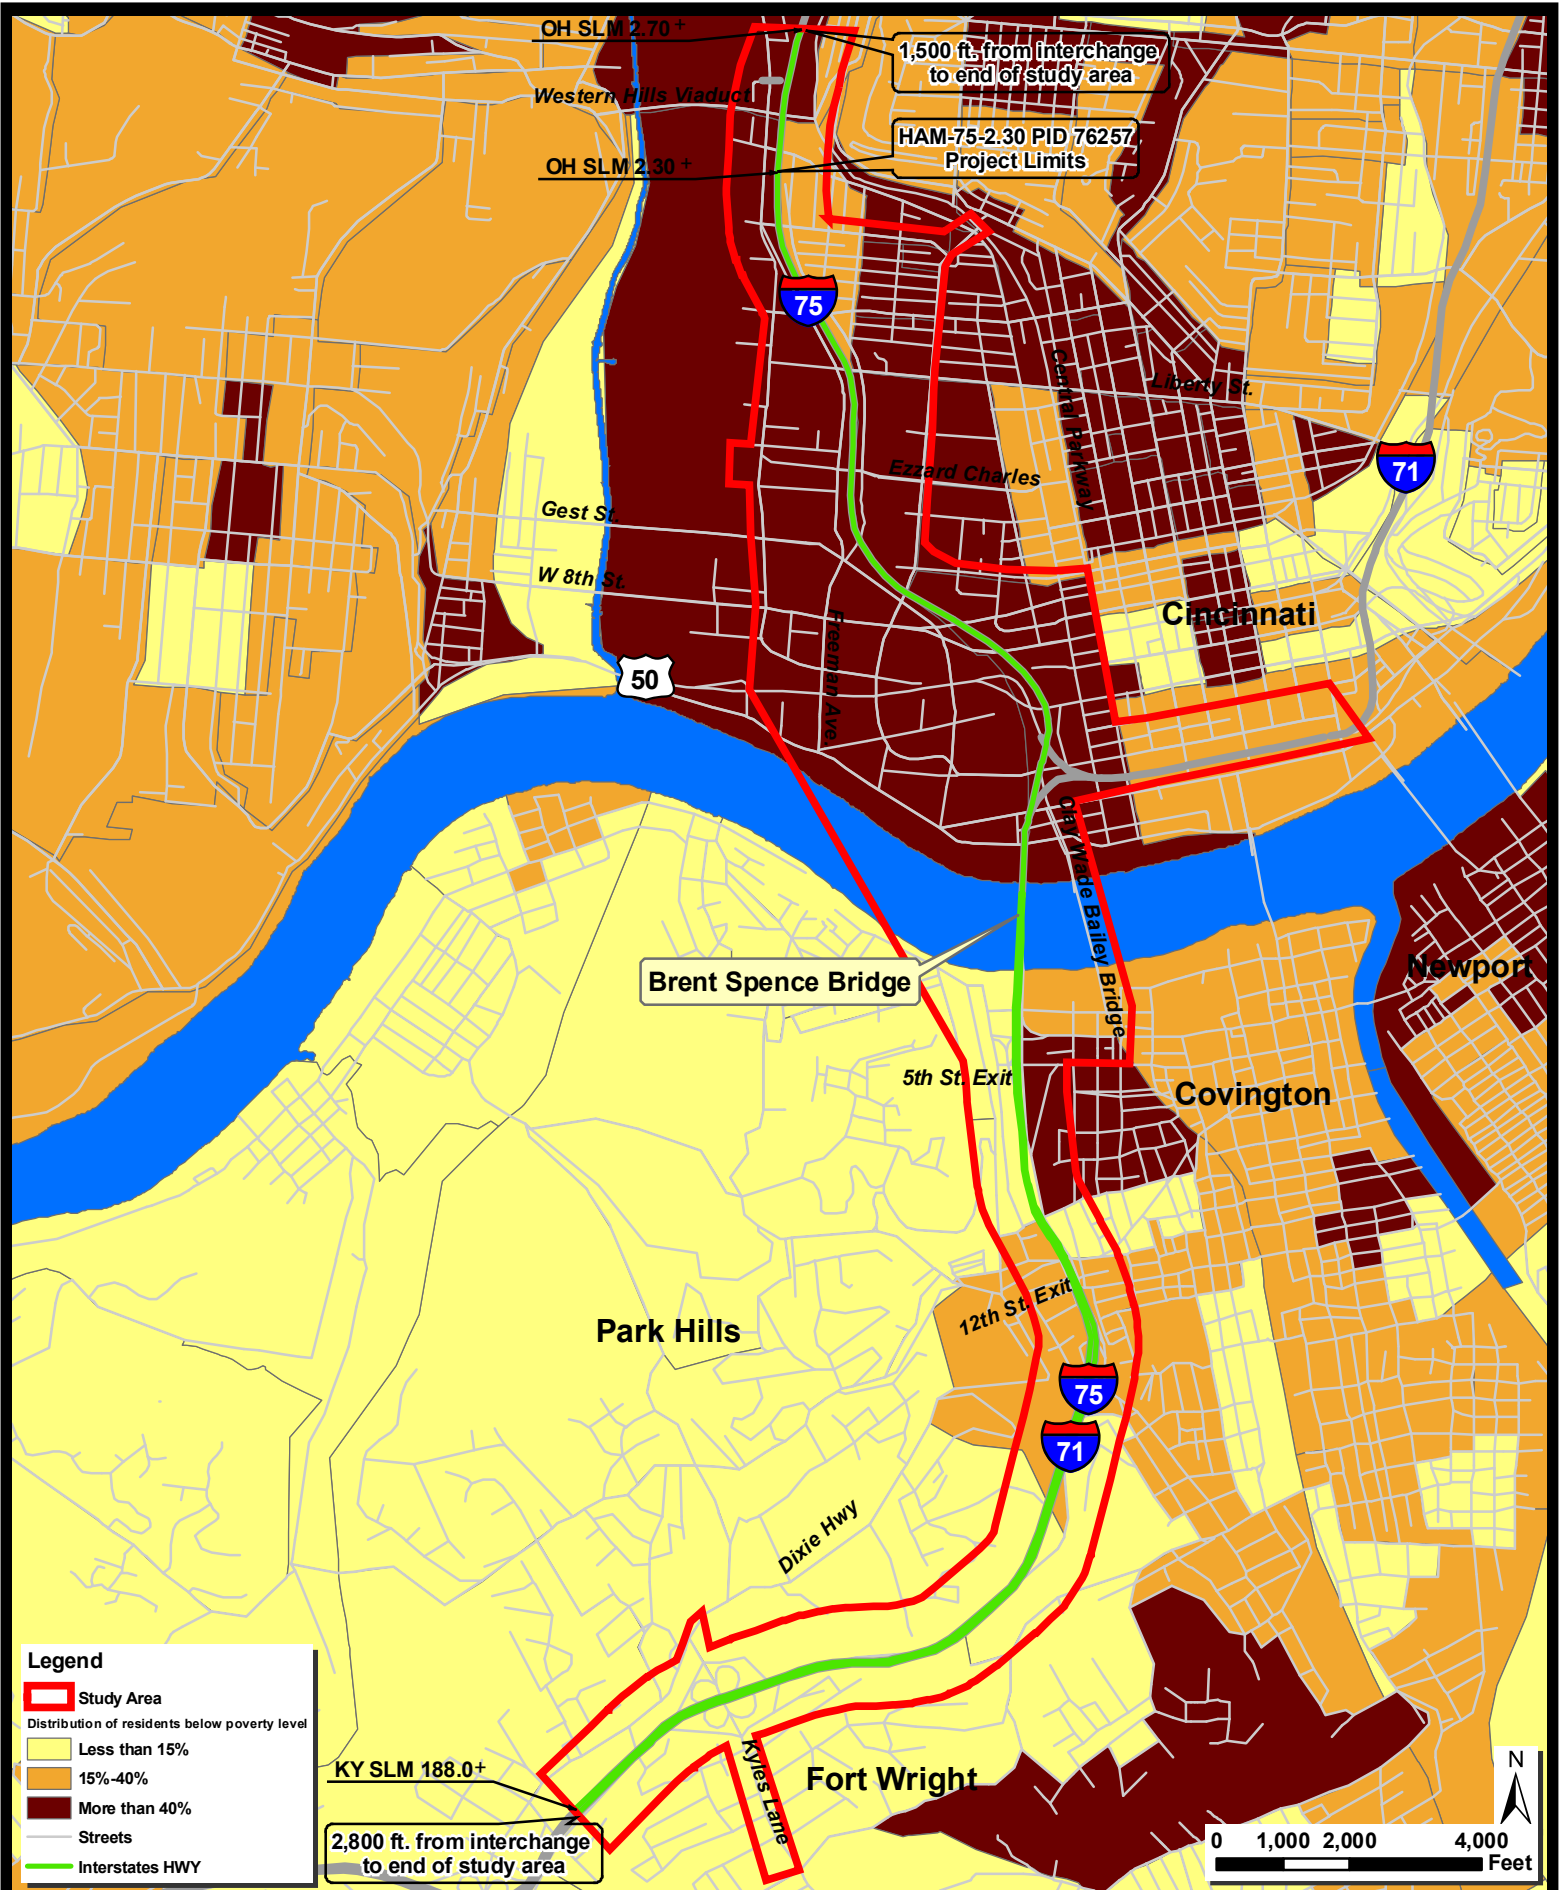 OH SLM 2.70 +
1,500 ft. from interchange
to end of study area
Western Hills Viaduct
HAM-75-2.30 PID 76257
Project Limits
OH SLM 2.30 +
75
Central Parkway
Liberty St.
71
Ezzard Charles
Gest St.
W 8th St.
Freeman Ave.
Cincinnati
50
Clay Wade Bailey Bridge
Brent Spence Bridge
Newport
5th St. Exit
Covington
12th St. Exit
Park Hills
75
71
Dixie Hwy
Kyles Lane
Fort Wright
KY SLM 188.0+
2,800 ft. from interchange
to end of study area
Legend
Study Area
Distribution of residents below poverty level
Less than 15%
15%-40%
More than 40%
Streets
Interstates HWY
N
0 1,000 2,000 4,000
Feet